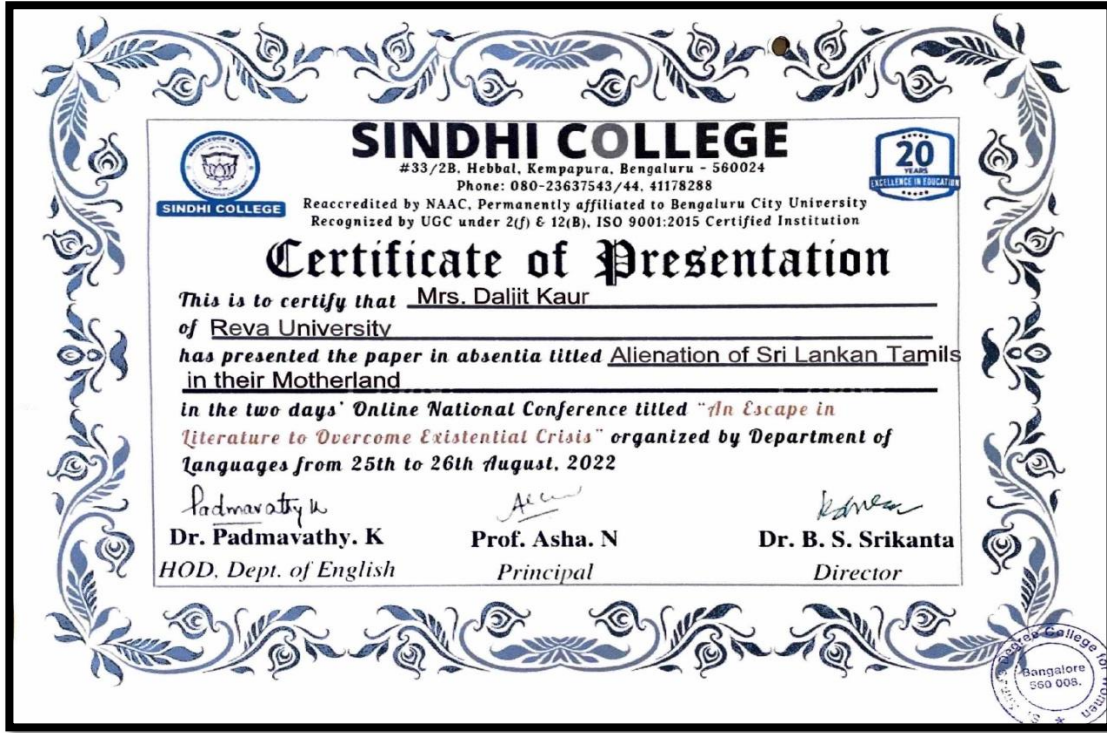 SINDHI COLLEGE
#33/2B, Hebbal, Kempapura, Bengaluru - 560024
Phone: 080-23637543/44, 41178288
Reaccredited by NAAC, Permanently affiliated to Bengaluru City University
Recognized by UGC under 2(f) & 12(B), ISO 9001:2015 Certified Institution
SINDHI COLLEGE
20
YEARS
EXCELLENCE IN EDUCATION
Certificate of Presentation
This is to certify that Mrs. Daljit Kaur
of Reva University
has presented the paper in absentia titled Alienation of Sri Lankan Tamils
in their Motherland
in the two days' Online National Conference titled "An Escape in
Literature to Overcome Existential Crisis" organized by Department of
Languages from 25th to 26th August, 2022
Padmavathy K
Dr. Padmavathy. K
Prof. Asha. N
Dr. B. S. Srikanta
HOD, Dept. of English
Principal
Director
Degree College for Women
Bangalore
560 008.